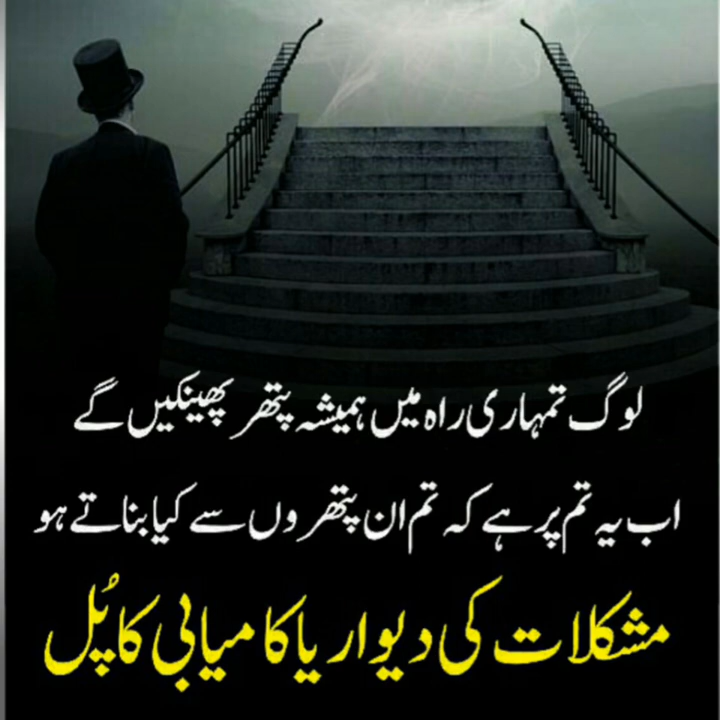 لوگ تمہاری راہ میں ہمیشہ پتھر پھینکیں گے
اب یہ تم پر ہے کہ تم ان پتھروں سے کیا بناتے ہو
مشکلات کی دیوار یا کامیابی کا پُل